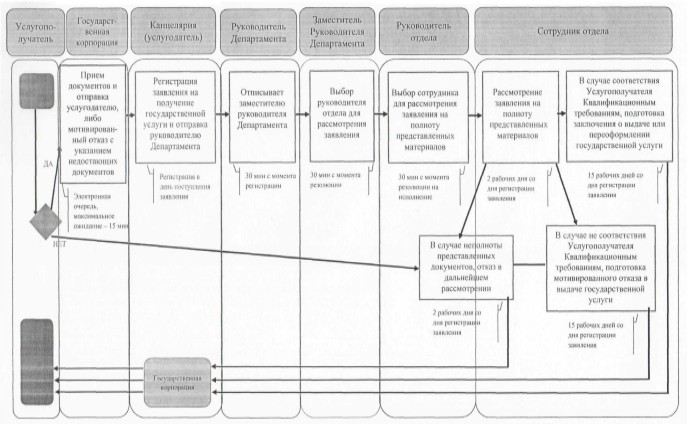 Услугопо-
лучатель
Государст-
венная
корпорация
Канцелярия
(услугодатель)
Руководитель
Департамента
Заместитель
Руководителя
Департамента
Руководитель
отдела
Сотрудник отдела
Прием
документов и
отправка
услугодателю,
либо
мотивирован-
ный отказ с
указанием
недостающих
документов
Регистрация
заявления на
получение
государственной
услуги и отправка
руководителю
Департамента
Отписывает
заместителю
руководителя
Департамента
Выбор
руководителя
отдела для
рассмотрения
заявления
Выбор сотрудника
для рассмотрения
заявления на
полноту
представленных
материалов
Рассмотрение
заявления на
полноту
представленных
материалов
В случае соответствия
Услугополучателя
Квалификационным
требованиям, подготовка
заключения о выдаче или
переоформлении
государственной услуги
ДА
НЕТ
Электронная
очередь,
максимальное
ожидание – 15 мин
Регистрация в
день поступления
заявления
30 мин с момента
регистрации
30 мин с момента
резолюции
30 мин с момента
резолюции на
исполнение
2 рабочих дня со
дня регистрации
заявления
15 рабочих дней со
дня регистрации
заявления
В случае неполноты
представленных
документов, отказ в
дальнейшем
рассмотрении
В случае не соответствия
Услугополучателя
Квалификационным
требованиям, подготовка
мотивированного отказа в
выдаче государственной
услуги
2 рабочих дней со
дня регистрации
заявления
15 рабочих дней со
дня регистрации
заявления
Государственная
корпорация